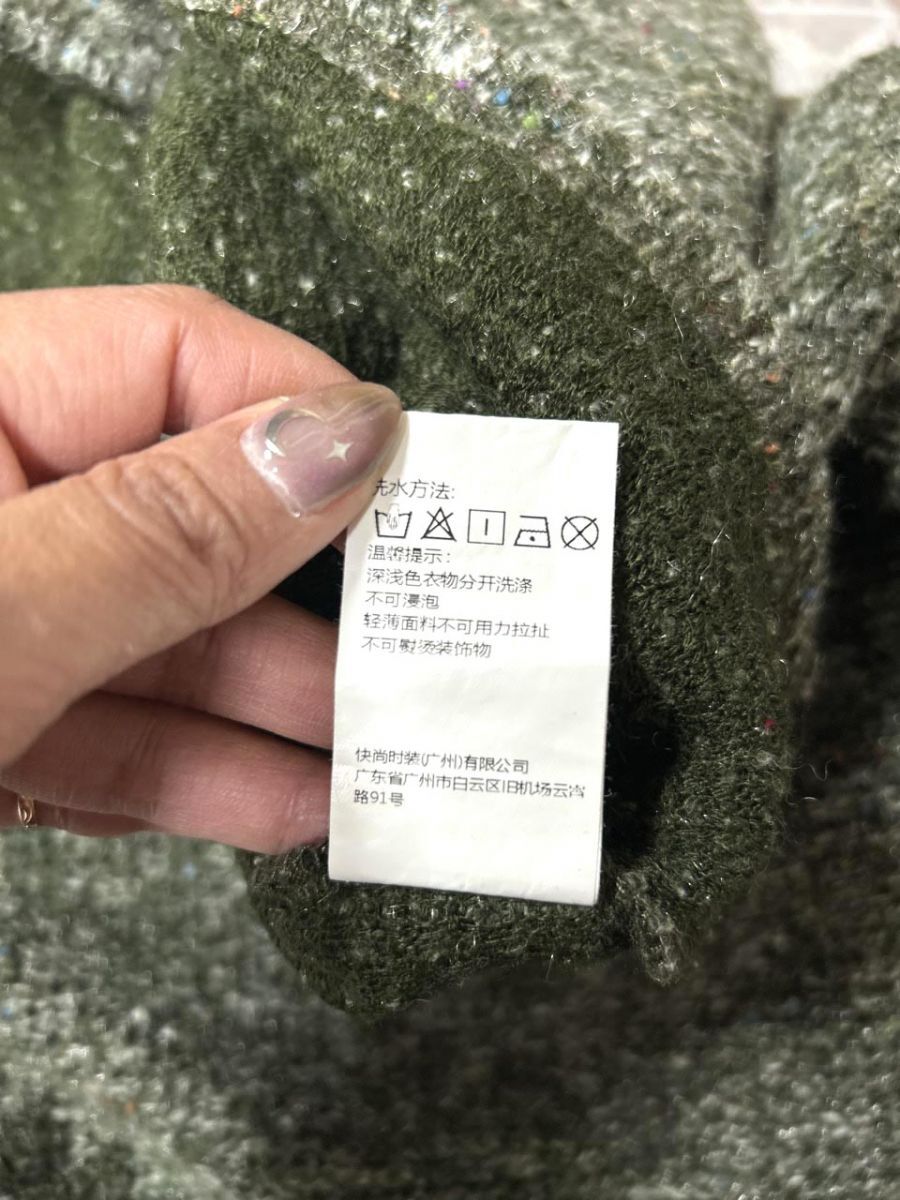 洗水方法:
温馨提示:
深浅色衣物分开洗涤
不可浸泡
轻薄面料不可用力拉扯
不可熨烫装饰物
快尚时装(广州)有限公司
广东省广州市白云区旧机场云霄
路91号